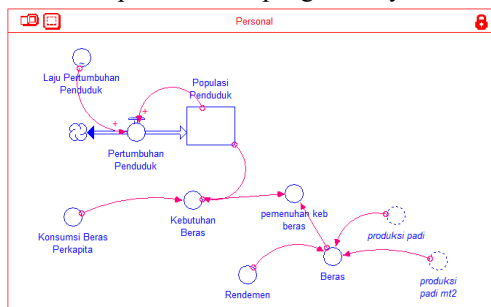 Personal
Laju Pertumbuhan
Penduduk
Populasi
Penduduk
+
+
Pertumbuhan
Penduduk
Konsumsi Beras
Perkapita
Kebutuhan
Beras
pemenuhan keb
beras
produksi padi
Rendemen
Beras
produksi
padi mt2